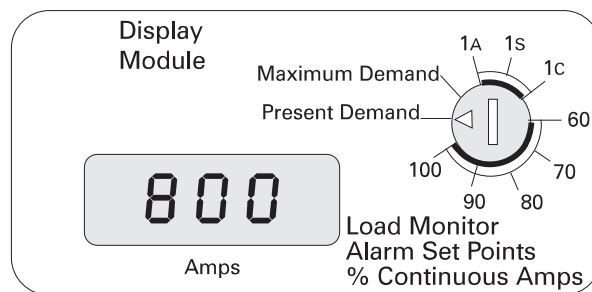 Display
Module
1A
1S
1C
Maximum Demand
Present Demand
60
70
80
90
100
800
Amps
Load Monitor
Alarm Set Points
% Continuous Amps